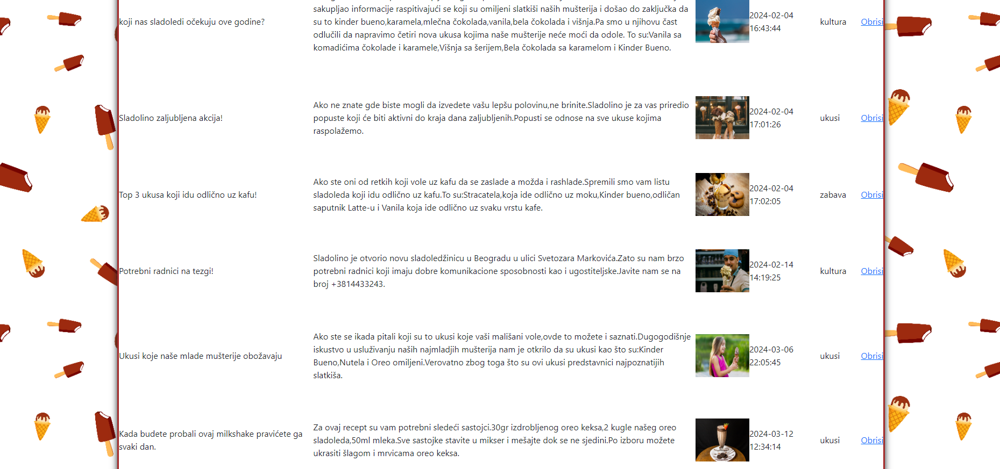 sakupljao informacije raspitivajući se koji su omiljeni slatkiši naših mušterija i došao do zaključka da
koji nas sladoledi očekuju ove godine?
su to kinder bueno,karamela,mlečna čokolada,vanila,bela čokolada i višnja.Pa smo u njihovu čast
odlučili da napravimo četiri nova ukusa kojima naše mušterije neće moći da odole. To su:Vanila sa
komadićima čokolade i karamele,Višnja sa šerijem,Bela čokolada sa karamelom i Kinder Bueno.
2024-02-04
16:43:44
kultura
Obrisi
Sladolino zaljubljena akcija!
Ako ne znate gde biste mogli da izvedete vašu lepšu polovinu,ne brinite.Sladolino je za vas priredio
popuste koji će biti aktivni do kraja dana zaljubljenih.Popusti se odnose na sve ukuse kojima
raspolažemo.
2024-02-04
17:01:26
ukusi
Obrisi
Top 3 ukusa koji idu odlično uz kafu!
Ako ste oni od retkih koji vole uz kafu da se zaslade a možda i rashlade.Spremili smo vam listu
sladoleda koji idu odlično uz kafu.To su:Stracatela,koja ide odlično uz moku,Kinder bueno,odličan
saputnik Latte-u i Vanila koja ide odlično uz svaku vrstu kafe.
2024-02-04
17:02:05
zabava
Obrisi
Potrebni radnici na tezgi!
Sladolino je otvorio novu sladoledžinicu u Beogradu u ulici Svetozara Markovića.Zato su nam brzo
potrebni radnici koji imaju dobre komunikacione sposobnosti kao i ugostiteljske.Javite nam se na
broj +3814433243.
2024-02-14
14:19:25
kultura
Obrisi
Ukusi koje naše mlade mušterije obožavaju
Ako ste se ikada pitali koji su to ukusi koje vaši mališani vole,ovde to možete i saznati.Dugogodišnje
iskustvo u usluživanju naših najmladjih mušterija nam je otkrilo da su ukusi kao što su:Kinder
Bueno,Nutela i Oreo omiljeni.Verovatno zbog toga što su ovi ukusi predstavnici najpoznatijih
slatkiša.
2024-03-06
22:05:45
ukusi
Obrisi
Kada budete probali ovaj milkshake pravićete ga
svaki dan.
Za ovaj recept su vam potrebni sledeći sastojci.30gr izdrobljenog oreo keksa,2 kugle našeg oreo
sladoleda,50ml mleka.Sve sastojke stavite u mikser i mešajte dok se ne sjedini.Po izboru možete
ukrasiti šlagom i mrvicama oreo keksa.
2024-03-12
12:34:14
ukusi
Obrisi